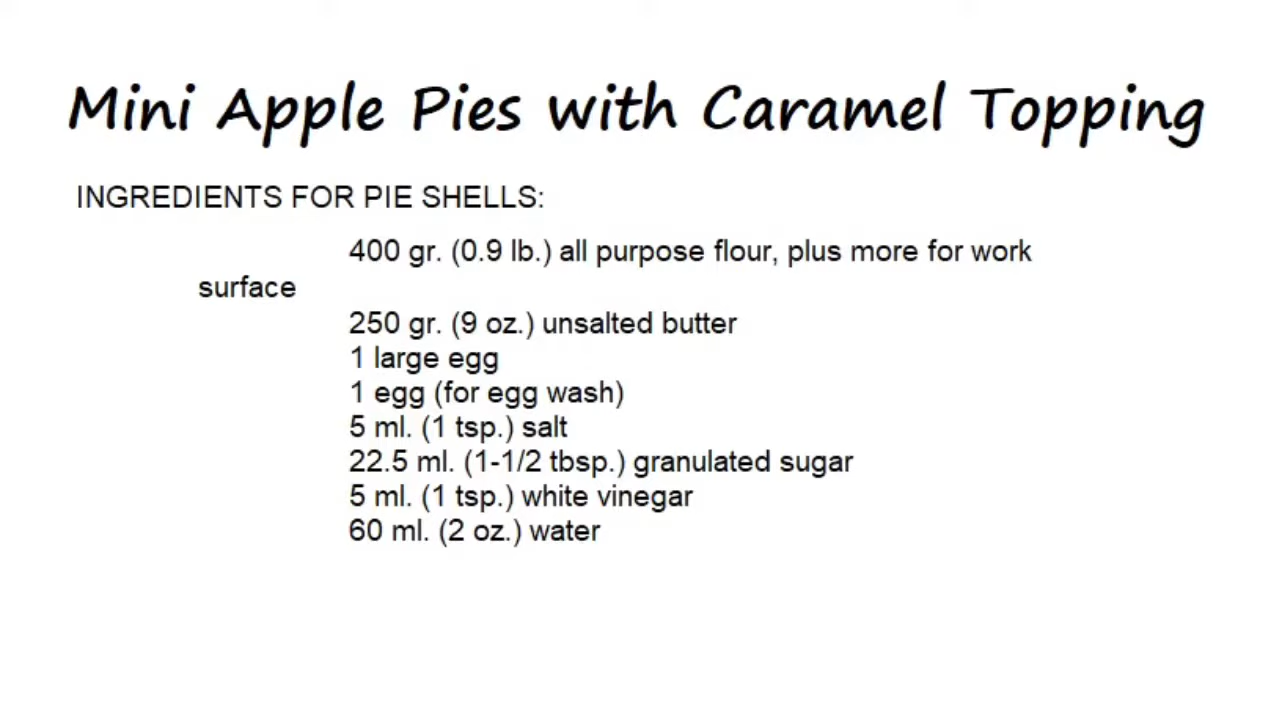 Mini Apple Pies with Caramel Topping
INGREDIENTS FOR PIE SHELLS:
400 gr. (0.9 lb.) all purpose flour, plus more for work
surface
250 gr. (9 oz.) unsalted butter
1 large egg
1 egg (for egg wash)
5 ml. (1 tsp.) salt
22.5 ml. (1-1/2 tbsp.) granulated sugar
5 ml. (1 tsp.) white vinegar
60 ml. (2 oz.) water